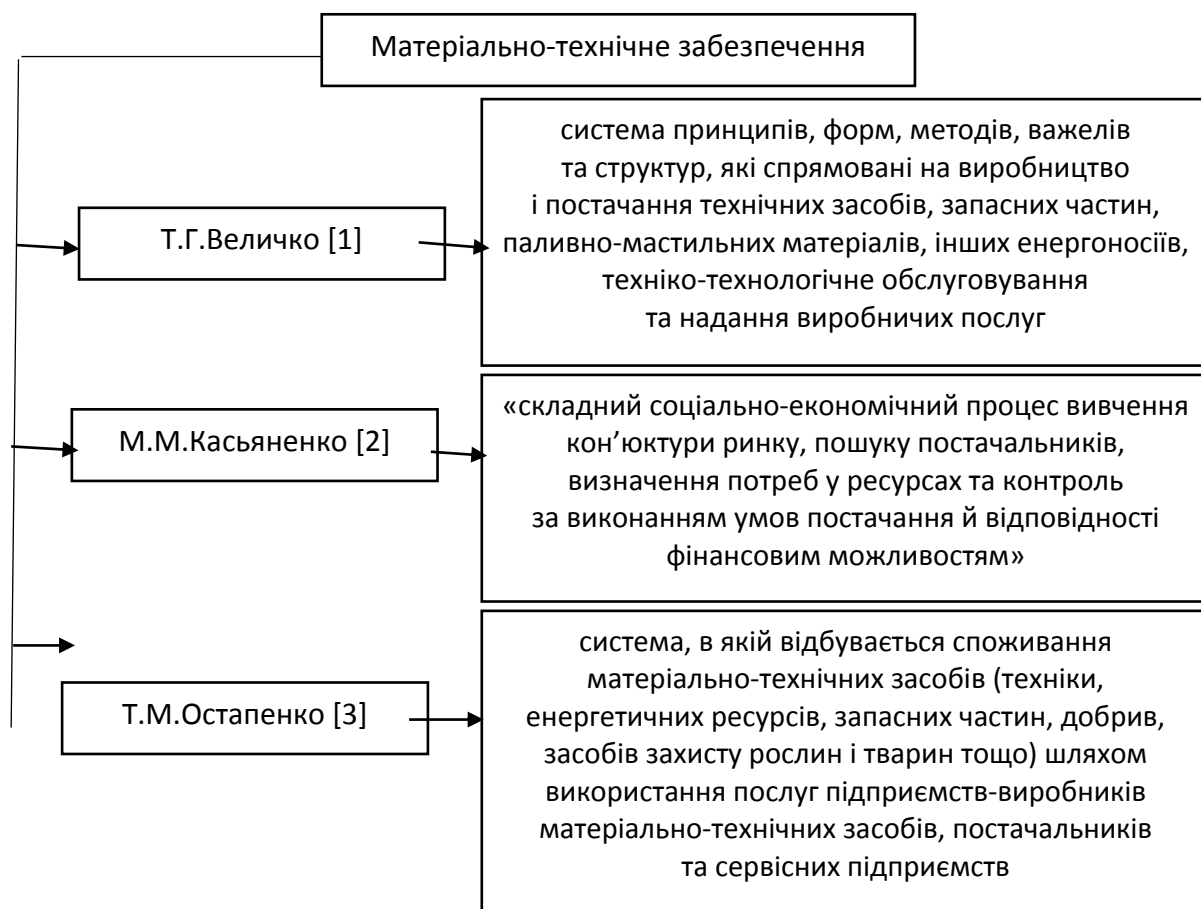 Матеріально-технічне забезпечення
Т.Г.Величко [1]
система принципів, форм, методів, важелів
та структур, які спрямовані на виробництво
і постачання технічних засобів, запасних частин,
паливно-мастильних матеріалів, інших енергоносіїв,
техніко-технологічне обслуговування
та надання виробничих послуг
М.М.Касьяненко [2]
«складний соціально-економічний процес вивчення
кон’юктури ринку, пошуку постачальників,
визначення потреб у ресурсах та контроль
за виконанням умов постачання й відповідності
фінансовим можливостям»
Т.М.Остапенко [3]
система, в якій відбувається споживання
матеріально-технічних засобів (техніки,
енергетичних ресурсів, запасних частин, добрив,
засобів захисту рослин і тварин тощо) шляхом
використання послуг підприємств-виробників
матеріально-технічних засобів, постачальників
та сервісних підприємств